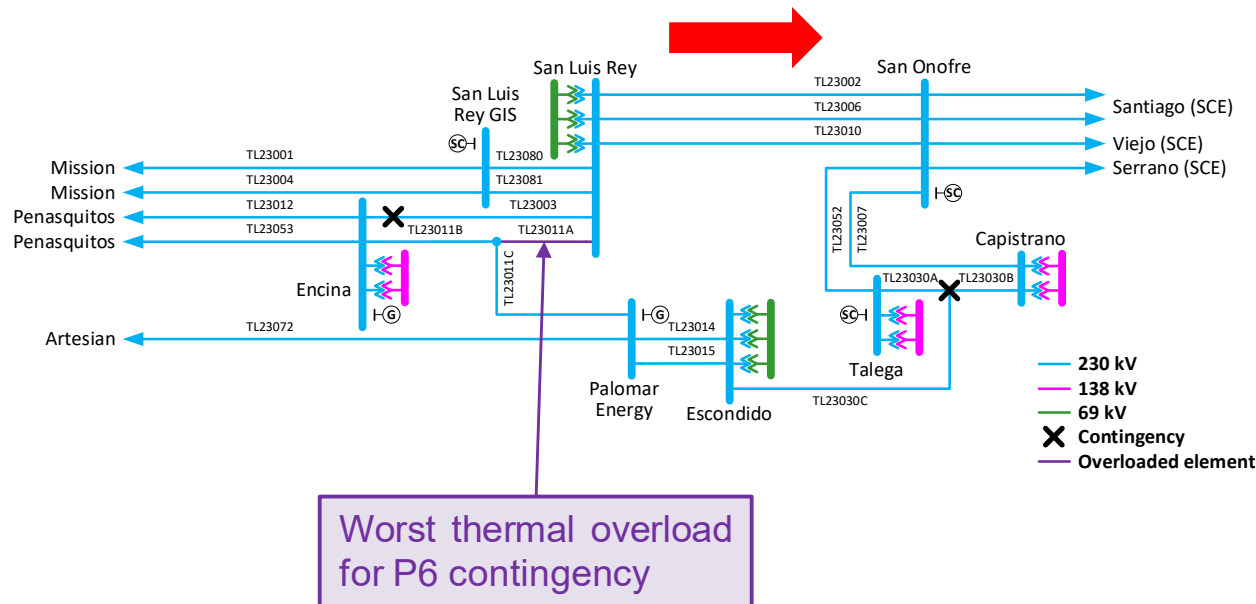 San Luis Rey
San Onofre
TL23002
San Luis
Rey GIS
TL23006
Santiago (SCE)
SC
TL23010
Viejo (SCE)
TL23001
TL23080
Mission
Serrano (SCE)
TL23004
TL23081
Mission
SC
TL23012
TL23003
Penasquitos
TL23052
TL23007
TL23053
TL23011B
TL23011A
Penasquitos
Capistrano
TL23011C
TL23030A
TL23030B
Encina
G
G
SC
TL23072
TL23014
Artesian
TL23015
Talega
230 kV
Palomar
Energy
Escondido
TL23030C
138 kV
69 kV
Contingency
Overloaded element
Worst thermal overload
for P6 contingency